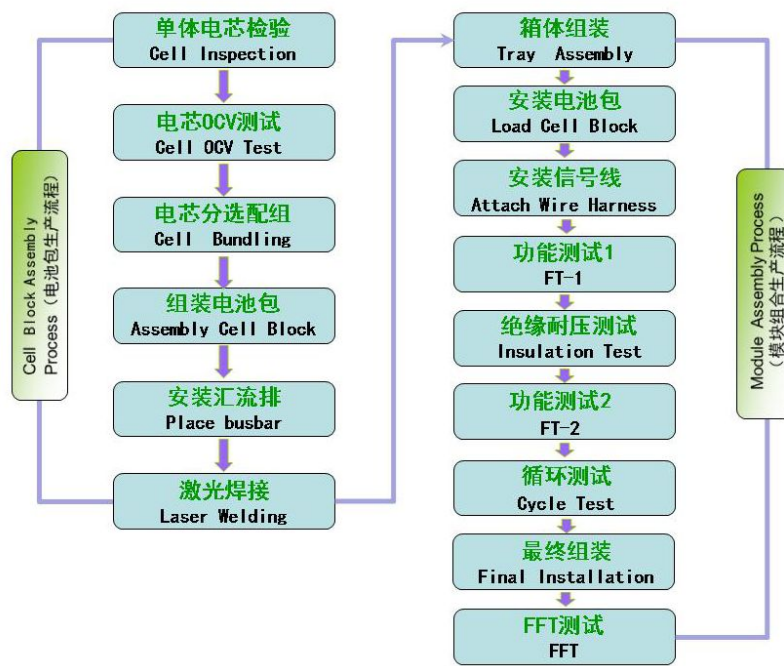 单体电芯检验
Cell Inspection
电芯OCV测试
Cell OCV Test
电芯分选配组
Cell Bundling
组装电池包
Assembly Cell Block
安装汇流排
Place busbar
激光焊接
Laser Welding
Cell Block Assembly
Process（电池包生产流程）
箱体组装
Tray Assembly
安装电池包
Load Cell Block
安装信号线
Attach Wire Harness
功能测试1
FT-1
绝缘耐压测试
Insulation Test
功能测试2
FT-2
循环测试
Cycle Test
最终组装
Final Installation
FFT测试
FFT
Module Assembly Process
（模块组合生产流程）